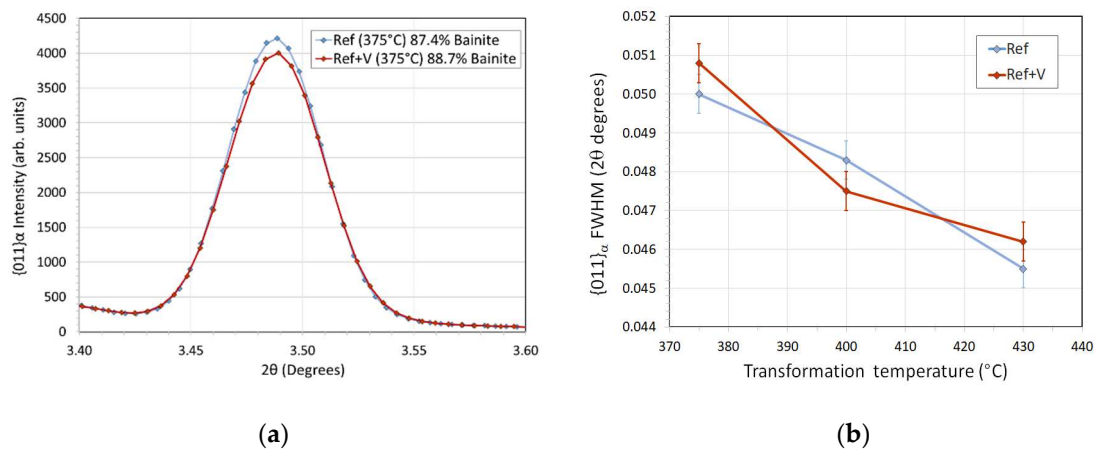 4500
4000
3500
3000
2500
2000
1500
1000
500
0
{011}α Intensity (arb. units)
Ref (375°C) 87.4% Bainite
Ref+V (375°C) 88.7% Bainite
3.40 3.45 3.50 3.55 3.60
2θ (Degrees)
(a)
0.052
0.051
0.050
0.049
0.048
0.047
0.046
0.045
0.044
{011}α FWHM (2θ degrees)
Ref
Ref+V
370 380 390 400 410 420 430 440
Transformation temperature (°C)
(b)